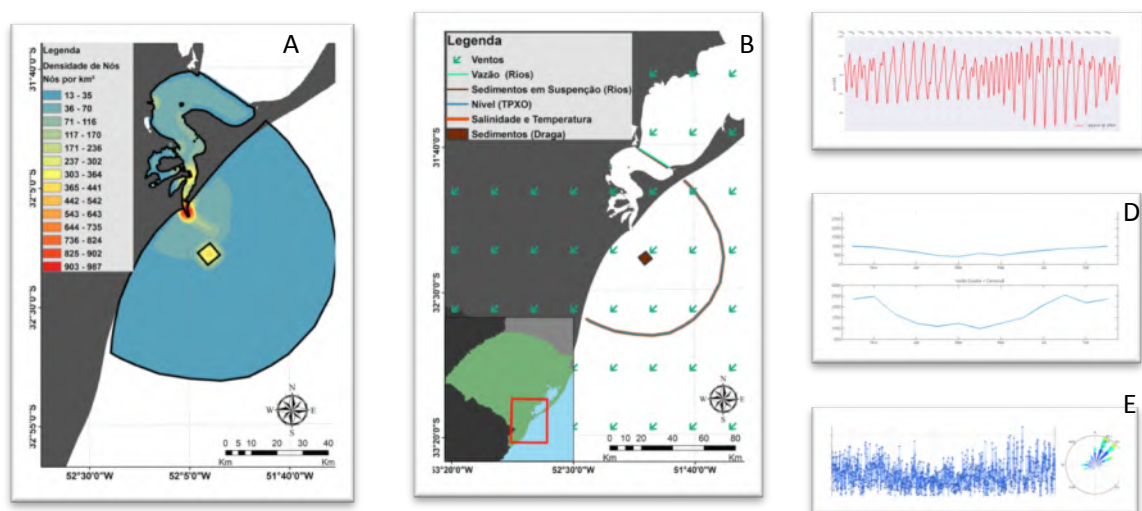 A
Legenda
Densidade de Nós
Nós por km²
13 - 35
36 - 70
71 - 116
117 - 170
171 - 236
237 - 302
303 - 364
365 - 441
442 - 542
543 - 643
644 - 735
736 - 824
825 - 902
903 - 987
31°40'0"S
32°5'0"S
32°30'0"S
32°55'0"S
N
W
E
S
0 5 10 20 30 40
Km
Km
52°30'0"W
52°5'0"W
51°40'0"W
B
Legenda
Ventos
Vazão (Rios)
Sedimentos em Suspenção (Rios)
Nível (TPXO)
Salinidade e Temperatura
Sedimentos (Draga)
31°40'0"S
32°30'0"S
33°20'0"S
N
W
E
S
0 10 20 40 60 80
Km
Km
53°20'0"W
52°30'0"W
51°40'0"W
D
E